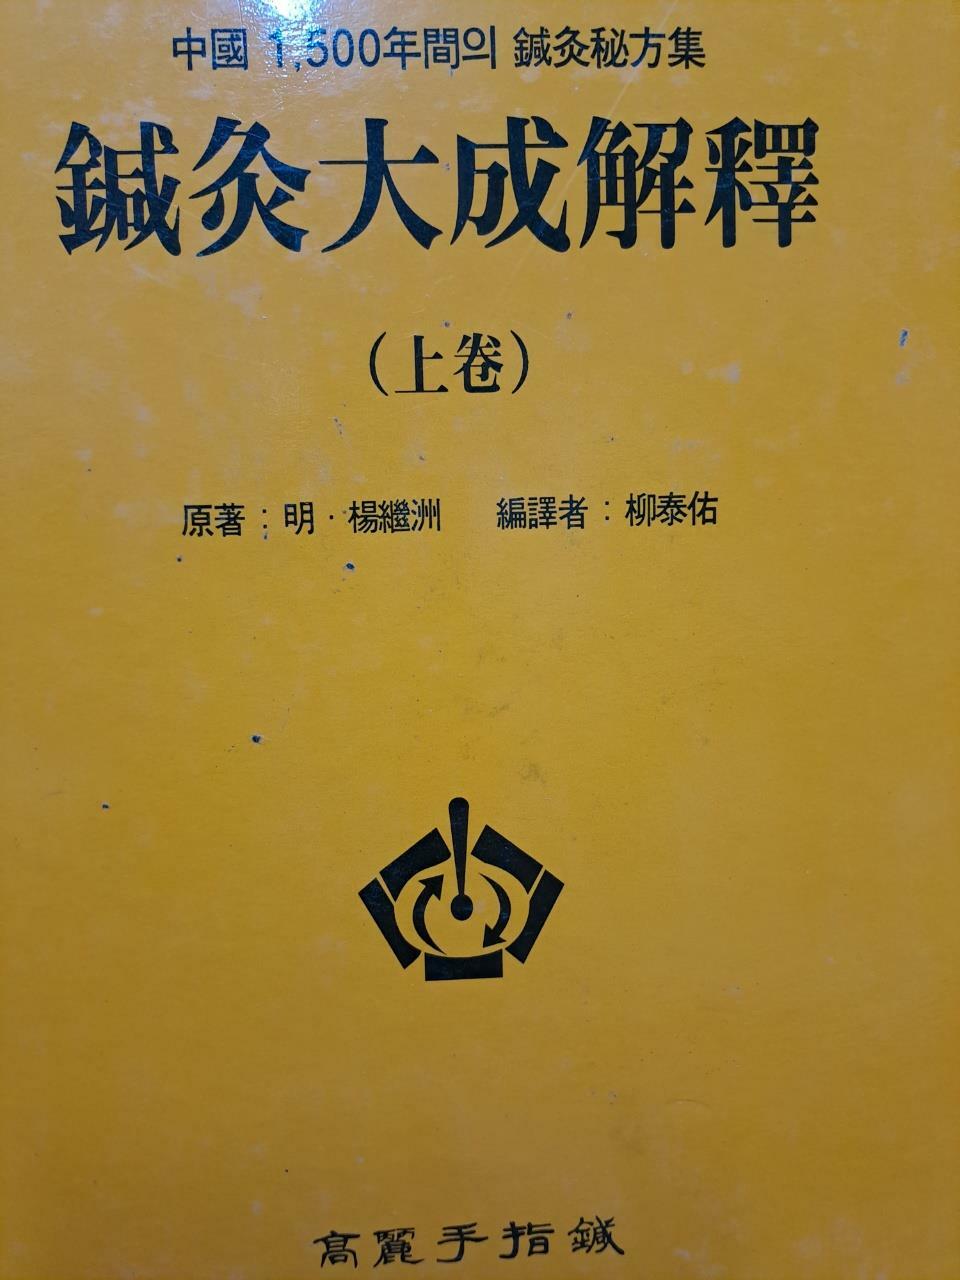 中國 1,500年間의 鍼灸秘方集
鍼灸大成解釋
(上卷)
原著 : 明 · 楊繼洲 編譯者 : 柳泰佑
高麗手指鍼